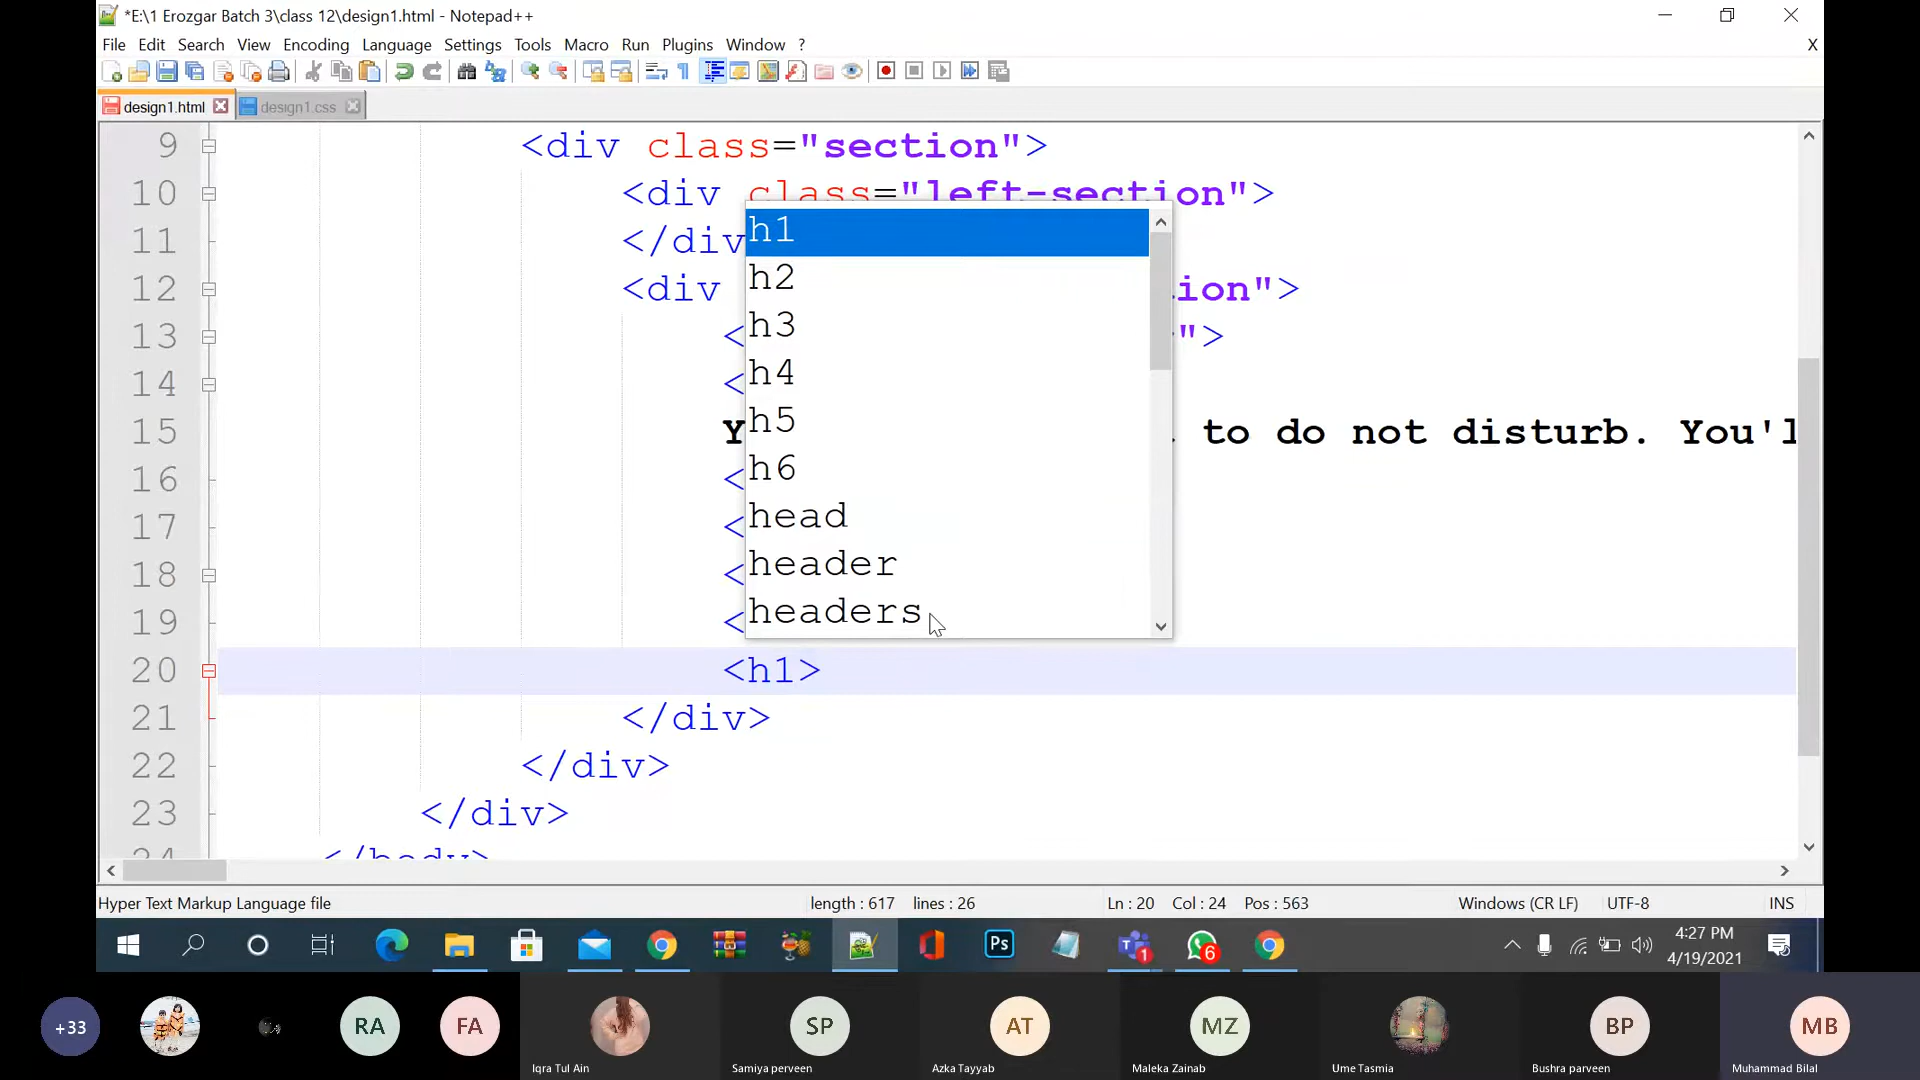 *E:\1 Erozgar Batch 3\class 12\design1.html - Notepad++
File Edit Search View Encoding Language Settings Tools Macro Run Plugins Window ? X
design1.html design1.css
9 <div class="section">
10 <div class="left-section">
11 </div
12 <div ion">
13 < ">
14 <
15 Y to do not disturb. You'l
16 <
17 <
18 <
19 <
20 <h1>
21 </div>
22 </div>
23 </div>
24 </body>
h1
h2
h3
h4
h5
h6
head
header
headers
Hyper Text Markup Language file length : 617 lines : 26 Ln : 20 Col : 24 Pos : 563 Windows (CR LF) UTF-8 INS
Ps 1 6 4:27 PM
4/19/2021
+33 RA FA SP AT MZ BP MB
Iqra Tul Ain Samiya perveen Azka Tayyab Maleka Zainab Ume Tasmia Bushra parveen Muhammad Bilal